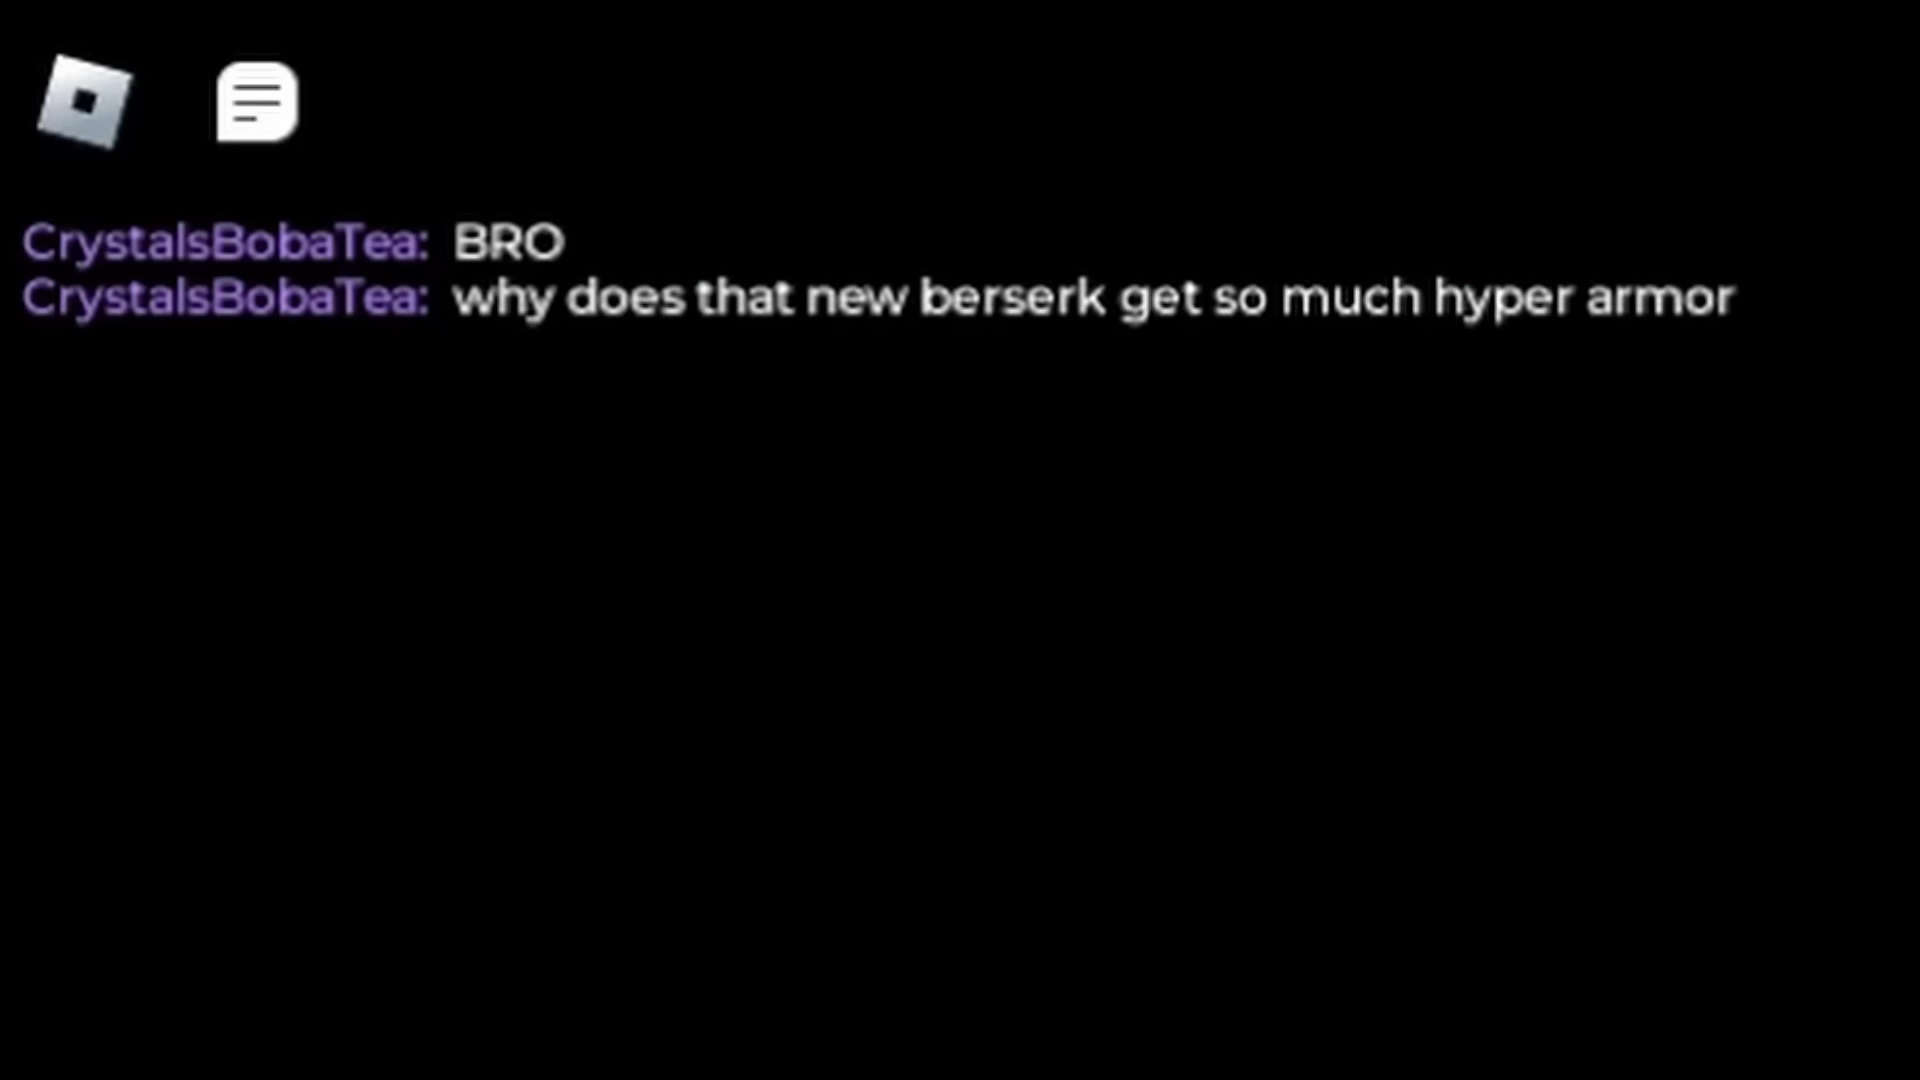 CrystalsBobaTea: BRO
CrystalsBobaTea: why does that new berserk get so much hyper armor